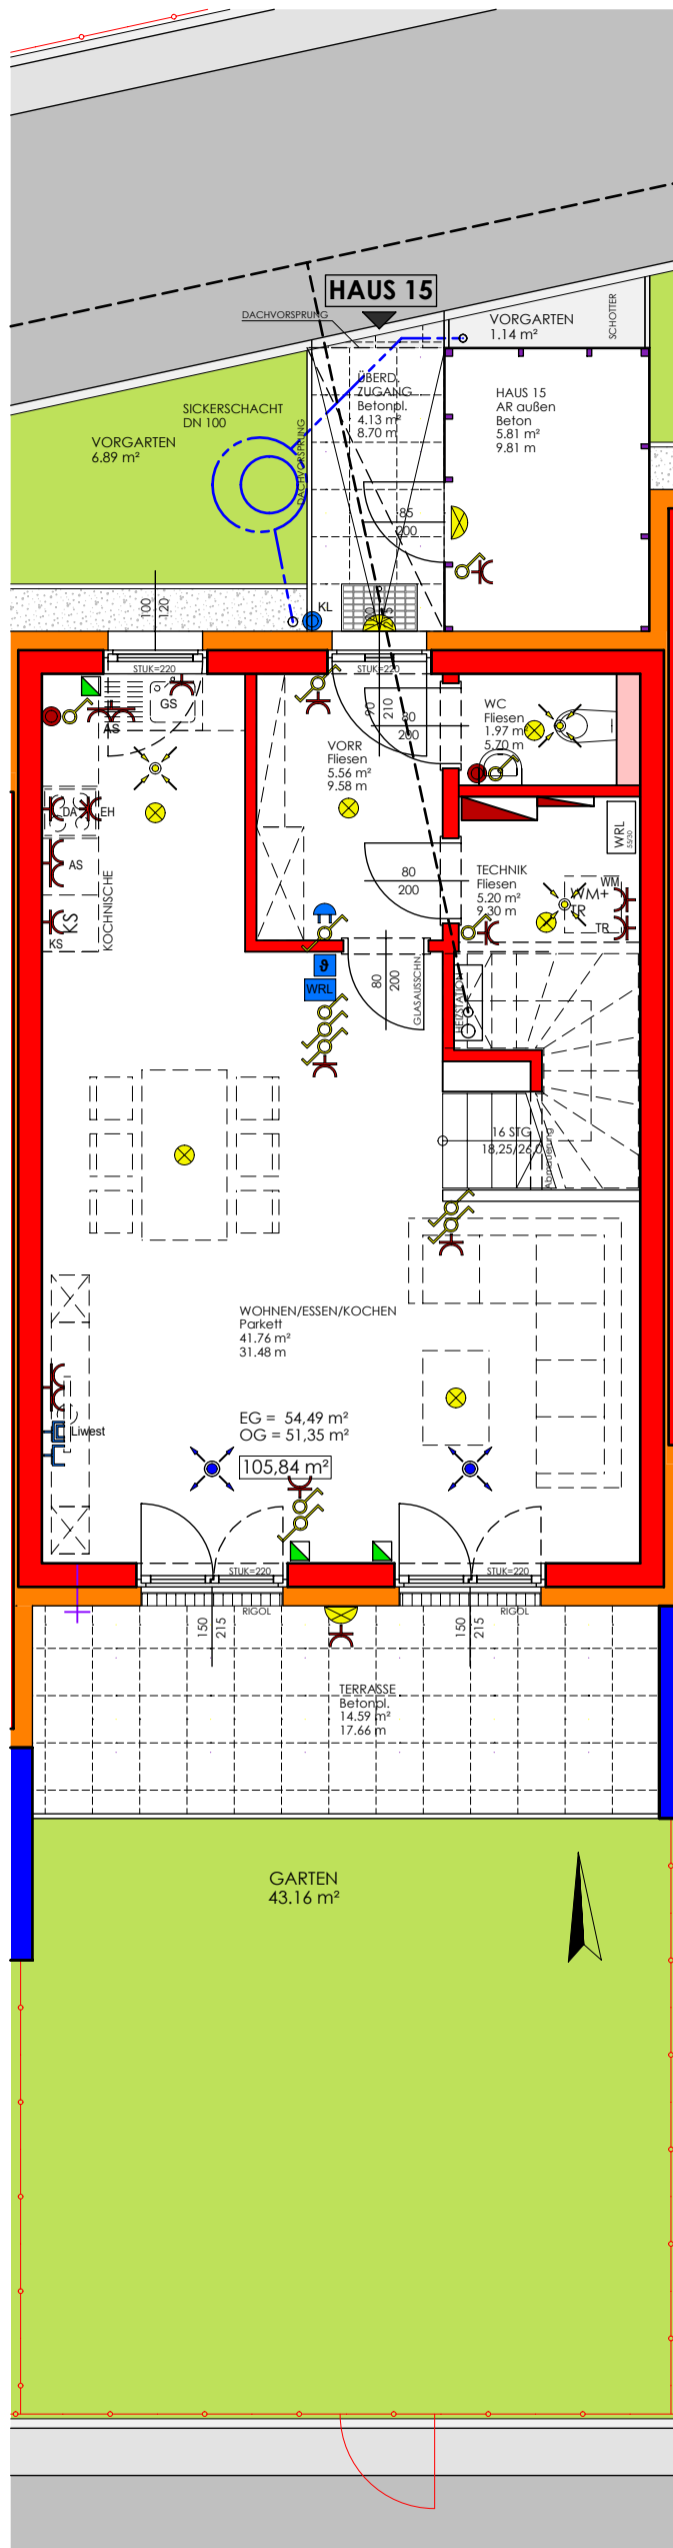 HAUS 15
DACHVORSPRUNG
VORGARTEN
1.14 m²
SCHOTTER
ÜBERD.
ZUGANG
Betonpl.
4.13 m²
8.70 m²
HAUS 15
AR außen
Beton
5.81 m²
9.81 m
SICKERSCHACHT
DN 100
VORGARTEN
6.89 m²
DACHVORSPRUNG
85
200
KL
100
120
STUK=220
STUK=220
GS
AS
90
210
80
200
WC
Fliesen
1.97 m²
5.70 m
VORR
Fliesen
5.56 m²
9.58 m
DA
EH
AS
KS
KS
KOCHNISCHE
WRL
55/30
80
200
TECHNIK
Fliesen
5.20 m²
9.30 m
WM
WM+
TR
TR
ϑ
WRL
80
200
GLASAUSSCHN
HEIZSTATION
16 STG
18,25/26,0
Abmauerung
WOHNEN/ESSEN/KOCHEN
Parkett
41.76 m²
31.48 m
Liwest
EG = 54,49 m²
OG = 51,35 m²
105,84 m²
STUK=220
STUK=220
RIGOL
RIGOL
150
215
150
215
TERRASSE
Betonpl.
14.59 m²
17.66 m
GARTEN
43.16 m²